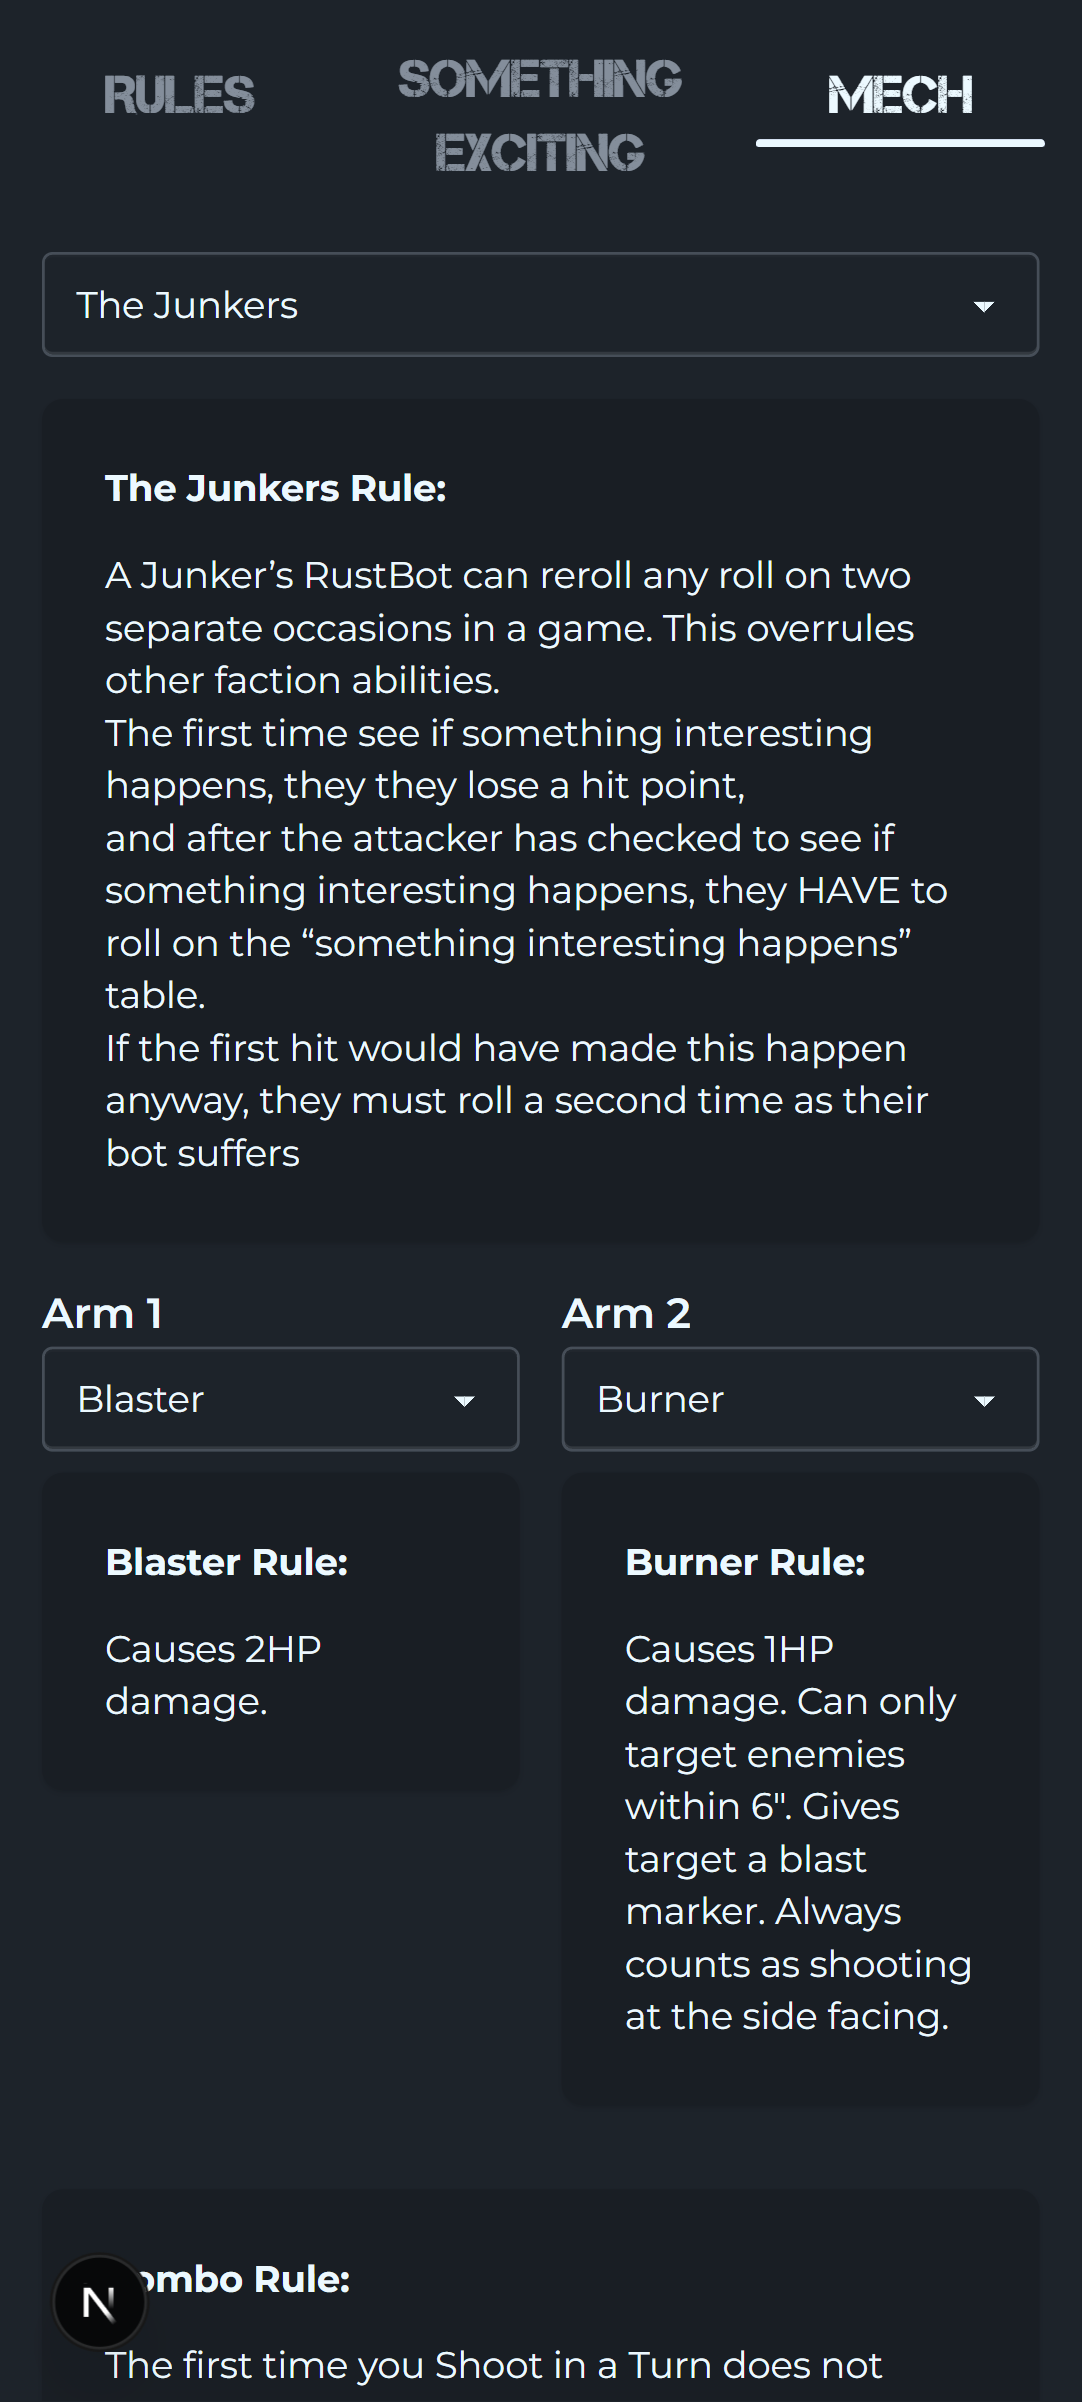 RULES
SOMETHING
EXCITING
MECH
The Junkers
The Junkers Rule:
A Junker’s RustBot can reroll any roll on two
separate occasions in a game. This overrules
other faction abilities.
The first time see if something interesting
happens, they they lose a hit point,
and after the attacker has checked to see if
something interesting happens, they HAVE to
roll on the “something interesting happens”
table.
If the first hit would have made this happen
anyway, they must roll a second time as their
bot suffers
Arm 1
Arm 2
Blaster
Burner
Blaster Rule:
Causes 2HP
damage.
Burner Rule:
Causes 1HP
damage. Can only
target enemies
within 6". Gives
target a blast
marker. Always
counts as shooting
at the side facing.
ombo Rule:
N
The first time you Shoot in a Turn does not